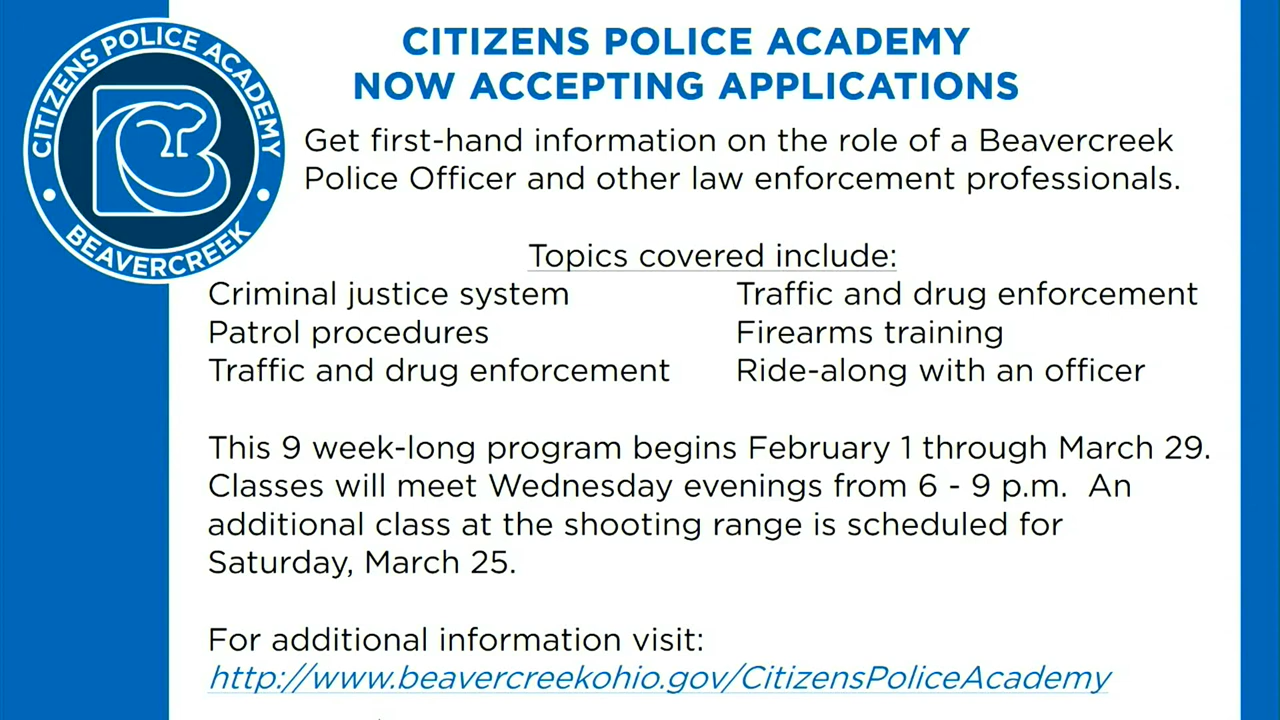 CITIZENS POLICE ACADEMY
BEAVERCREEK
CITIZENS POLICE ACADEMY
NOW ACCEPTING APPLICATIONS
Get first-hand information on the role of a Beavercreek
Police Officer and other law enforcement professionals.
Topics covered include:
Criminal justice system
Patrol procedures
Traffic and drug enforcement
Traffic and drug enforcement
Firearms training
Ride-along with an officer
This 9 week-long program begins February 1 through March 29.
Classes will meet Wednesday evenings from 6 - 9 p.m. An
additional class at the shooting range is scheduled for
Saturday, March 25.
For additional information visit:
http://www.beavercreekohio.gov/CitizensPoliceAcademy